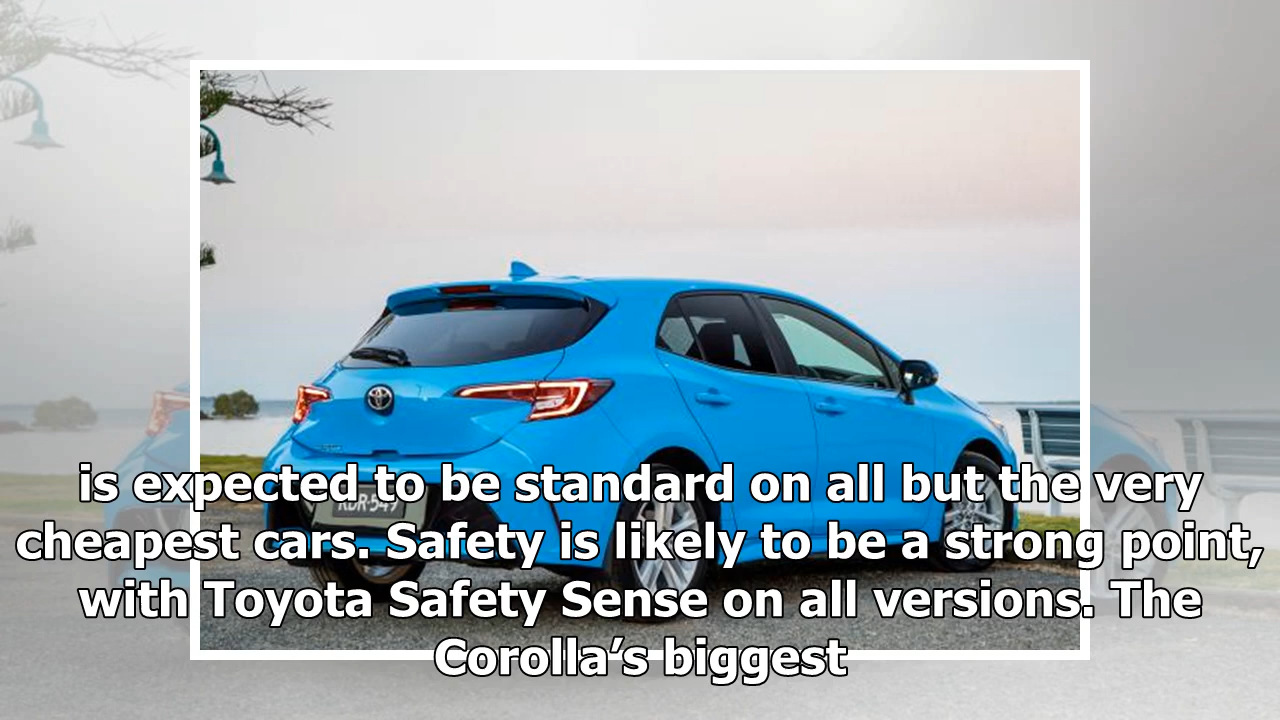 is expected to be standard on all but the very
cheapest cars. Safety is likely to be a strong point,
with Toyota Safety Sense on all versions. The
Corolla’s biggest